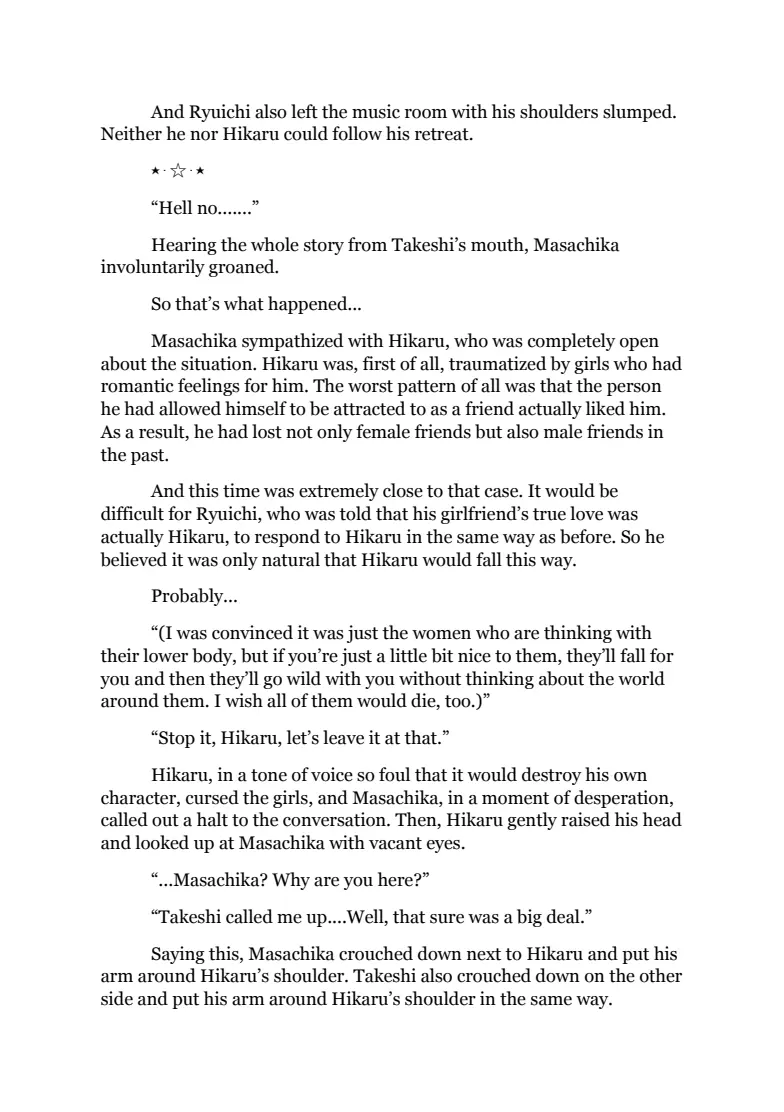 And Ryuichi also left the music room with his shoulders slumped.
Neither he nor Hikaru could follow his retreat.
★·☆·★
“Hell no.......”
Hearing the whole story from Takeshi’s mouth, Masachika
involuntarily groaned.
So that’s what happened...
Masachika sympathized with Hikaru, who was completely open
about the situation. Hikaru was, first of all, traumatized by girls who had
romantic feelings for him. The worst pattern of all was that the person
he had allowed himself to be attracted to as a friend actually liked him.
As a result, he had lost not only female friends but also male friends in
the past.
And this time was extremely close to that case. It would be
difficult for Ryuichi, who was told that his girlfriend’s true love was
actually Hikaru, to respond to Hikaru in the same way as before. So he
believed it was only natural that Hikaru would fall this way.
Probably...
“(I was convinced it was just the women who are thinking with
their lower body, but if you’re just a little bit nice to them, they’ll fall for
you and then they’ll go wild with you without thinking about the world
around them. I wish all of them would die, too.)”
“Stop it, Hikaru, let’s leave it at that.”
Hikaru, in a tone of voice so foul that it would destroy his own
character, cursed the girls, and Masachika, in a moment of desperation,
called out a halt to the conversation. Then, Hikaru gently raised his head
and looked up at Masachika with vacant eyes.
“...Masachika? Why are you here?”
“Takeshi called me up....Well, that sure was a big deal.”
Saying this, Masachika crouched down next to Hikaru and put his
arm around Hikaru’s shoulder. Takeshi also crouched down on the other
side and put his arm around Hikaru’s shoulder in the same way.